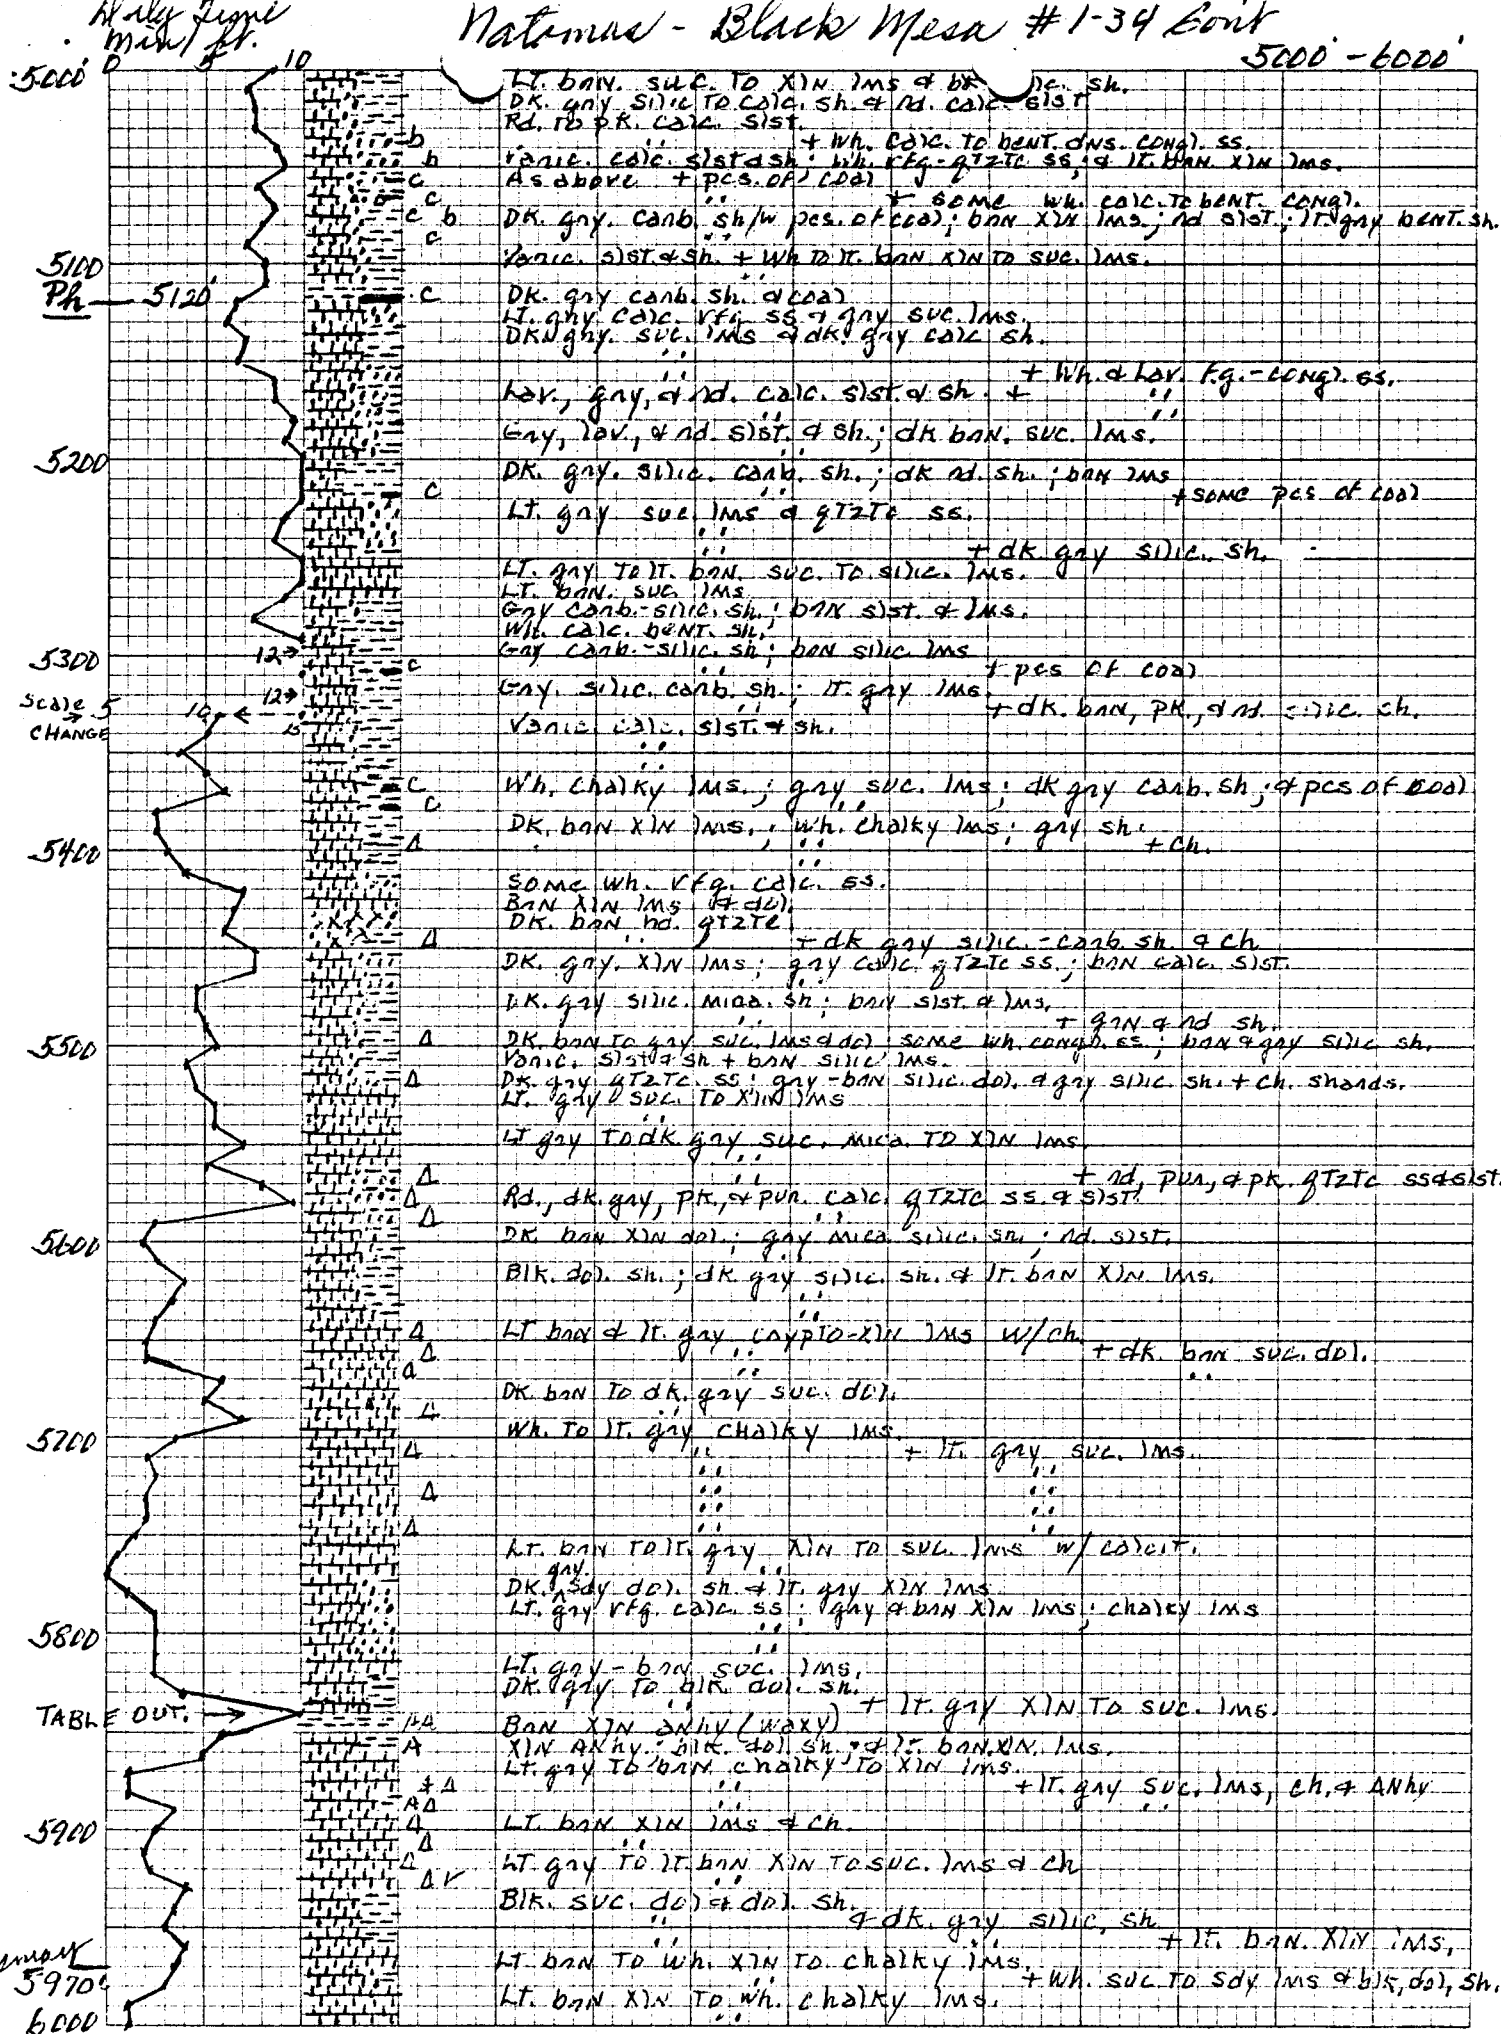 Drlg Time Natomas - Black Mesa #1-34 Cont
Min/ft. 5000' - 6000'
0 5 10
5000' LT. brn. suc. To XlN lms & blk silic. sh.
DK. gry silic To calc. sh. & rd. calc. slst
Rd. To pk. calc. slst.
b + wh. calc. To bent. dns. congl. ss.
b Varic. calc. slst & sh; wh. vfg-qTzTc ss; & lt. brn XlN lms.
c As above + pcs. of coal
c '' + some wh. calc. To bent. congl.
c b DK. gry. carb. sh/w pcs. of coal; brn XlN lms; rd slst; lt. gry bent. sh.
c ''
5100 Varic. slst. & sh. + wh To lt. brn XlN To suc. lms.
''
Ph 5120' c DK. gry carb. sh. & coal
LT. gry calc. vfg ss & gry suc. lms.
DK gry. suc. lms & dk. gry calc sh.
''
'' + wh. & lav. fg.-congl. ss.
Lav., gry, & rd. calc. slst. & sh. + ''
'' ''
Gry, lav., & rd. slst. & sh.; dk brn. suc. lms.
5200 ''
DK. gry. silic. carb. sh.; dk rd. sh.; brn lms
c '' + some pcs of coal
LT. gry suc. lms & qTzTc ss.
''
'' + dk gry silic. sh.
LT. gry To lt. brn. suc. To silic. lms.
LT. brn. suc. lms
Gry carb.-silic. sh.; brn slst. & lms.
Wh. calc. bent. sh.
5300 12→ Gry carb.-silic. sh; brn silic lms
c '' + pcs of coal
12→ Gry. silic. carb. sh.; lt. gry lms.
Scale 5 10 ← '' + dk. brn, pk., & rd. silic. sh.
CHANGE Varic. calc. slst. & sh.
''
c Wh. chalky lms.; gry suc. lms; dk gry carb. sh.; & pcs of coal
c ''
DK. brn XlN lms.; wh. chalky lms; gry sh.
5400 Δ '' + ch.
''
Some wh. vfg. calc. ss.
Brn XlN lms & dol.
DK. brn hd. qTzTe
Δ '' + dk gry silic.-carb. sh. & ch
DK. gry. XlN lms; gry calc. qTzTc ss.; brn calc. slst.
''
DK. gry silic. mica. sh; brn slst. & lms.
'' + grn & rd sh.
5500 Δ DK. brn to gry suc. lms & dol; some wh. congl. ss; brn & gry silic sh.
Varic. slst & sh + brn silic lms.
Δ DK. gry qTzTc. ss; gry-brn silic. dol. & gry silic. sh. + ch. shards.
LT. gry suc. To XlN lms
''
LT gry To dk. gry suc. mica. TO XlN lms.
''
Δ '' + rd, pur, & pk. qTzTc ss & slst.
Δ Rd., dk. gry, pk., & pur. calc. qTzTc ss. & slst.
Δ ''
5600 DK. brn XlN dol.; gry mica silic. sh.; rd. slst.
''
Blk. dol. sh.; dk gry silic. sh. & lt. brn XlN. lms.
''
''
Δ LT brn & lt. gry crypto-XlN lms w/ch.
Δ '' + dk. brn suc. dol.
Δ '' ''
DK. brn To dk. gry suc. dol.
Δ ''
5700 Wh. To lt. gry chalky lms.
Δ '' + lt. gry suc. lms.
''
'' ''
Δ '' ''
'' ''
Δ '' ''
LT. brn To lt. gry XlN To suc. lms w/ calcit.
gry ''
DK. ^ sdy dol. sh. & lt. gry XlN lms
LT. gry vfg. calc. ss; gry & brn XlN lms; chalky lms
5800 ''
''
LT. gry - brn suc. lms.
DK. gry To blk dol. sh.
TABLE OUT. → '' + lt. gry XlN To suc. lms.
AA Brn XlN anhy (waxy)
A XlN Anhy.; blk. dol. sh. & lt. brn. XlN. lms.
LT. gry To brn chalky To XlN lms.
A Δ '' + lt. gry suc. lms, ch, & ANhy
A Δ '' ''
5900 Δ LT. brn XlN lms & ch.
Δ ''
Δ LT gry To lt brn XlN To suc. lms & ch
Δ V ''
Blk. suc. dol & dol. sh.
'' & dk. gry silic, sh
'' + lt. brn. XlN lms,
LT brn To wh. XlN To chalky lms.
5970' '' + wh. suc To sdy lms & blk, dol, sh.
LT. brn XlN To wh. chalky lms.
6000 ''